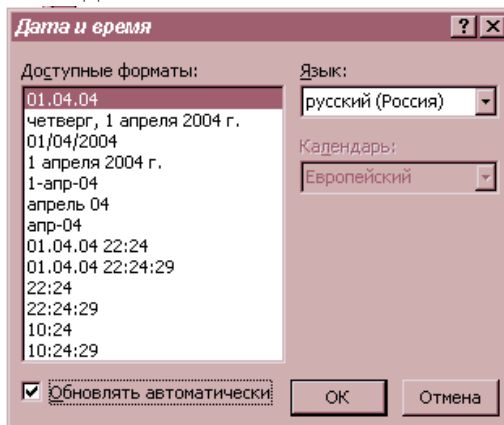 Дата и время
Доступные форматы:
01.04.04
четверг, 1 апреля 2004 г.
01/04/2004
1 апреля 2004 г.
1-апр-04
апрель 04
апр-04
01.04.04 22:24
01.04.04 22:24:29
22:24
22:24:29
10:24
10:24:29
Язык:
русский (Россия)
Календарь:
Европейский
Обновлять автоматически
ОК
Отмена